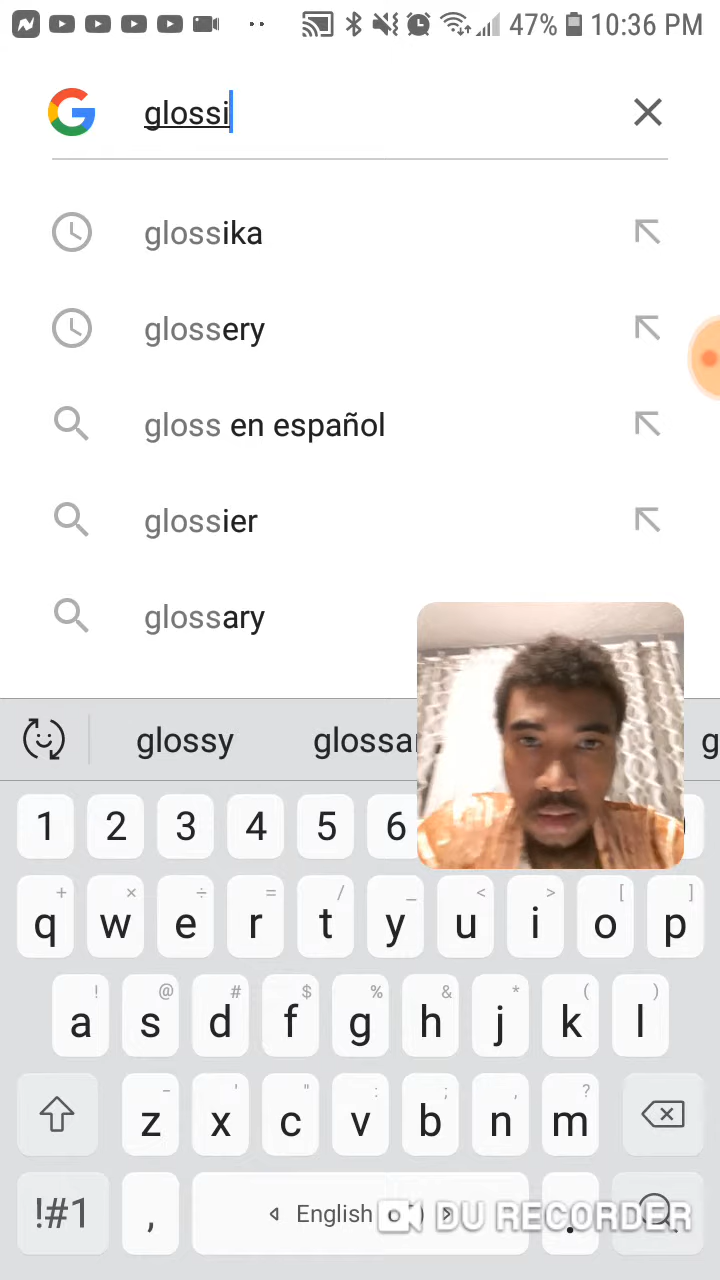 47% 10:36 PM
glossi
glossika
glossery
gloss en español
glossier
glossary
glossy
1 2 3 4 5 6
+ × ÷ = / _ < > [ ]
q w e r t y u i o p
! @ # $ % & * ( )
a s d f g h j k l
- ' " : ; , ?
z x c v b n m
!#1 , English .
DU RECORDER